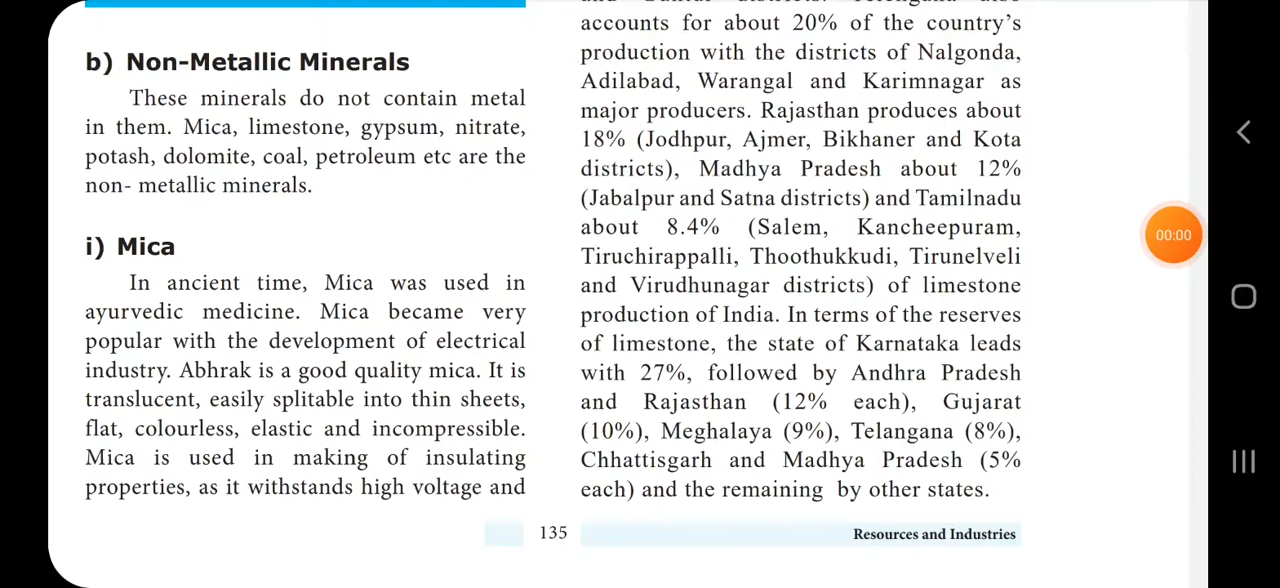 b) Non-Metallic Minerals
These minerals do not contain metal
in them. Mica, limestone, gypsum, nitrate,
potash, dolomite, coal, petroleum etc are the
non- metallic minerals.
i) Mica
In ancient time, Mica was used in
ayurvedic medicine. Mica became very
popular with the development of electrical
industry. Abhrak is a good quality mica. It is
translucent, easily splitable into thin sheets,
flat, colourless, elastic and incompressible.
Mica is used in making of insulating
properties, as it withstands high voltage and
accounts for about 20% of the country's
production with the districts of Nalgonda,
Adilabad, Warangal and Karimnagar as
major producers. Rajasthan produces about
18% (Jodhpur, Ajmer, Bikhaner and Kota
districts), Madhya Pradesh about 12%
(Jabalpur and Satna districts) and Tamilnadu
about 8.4% (Salem, Kancheepuram,
Tiruchirappalli, Thoothukkudi, Tirunelveli
and Virudhunagar districts) of limestone
production of India. In terms of the reserves
of limestone, the state of Karnataka leads
with 27%, followed by Andhra Pradesh
and Rajasthan (12% each), Gujarat
(10%), Meghalaya (9%), Telangana (8%),
Chhattisgarh and Madhya Pradesh (5%
each) and the remaining by other states.
135
Resources and Industries
00:00